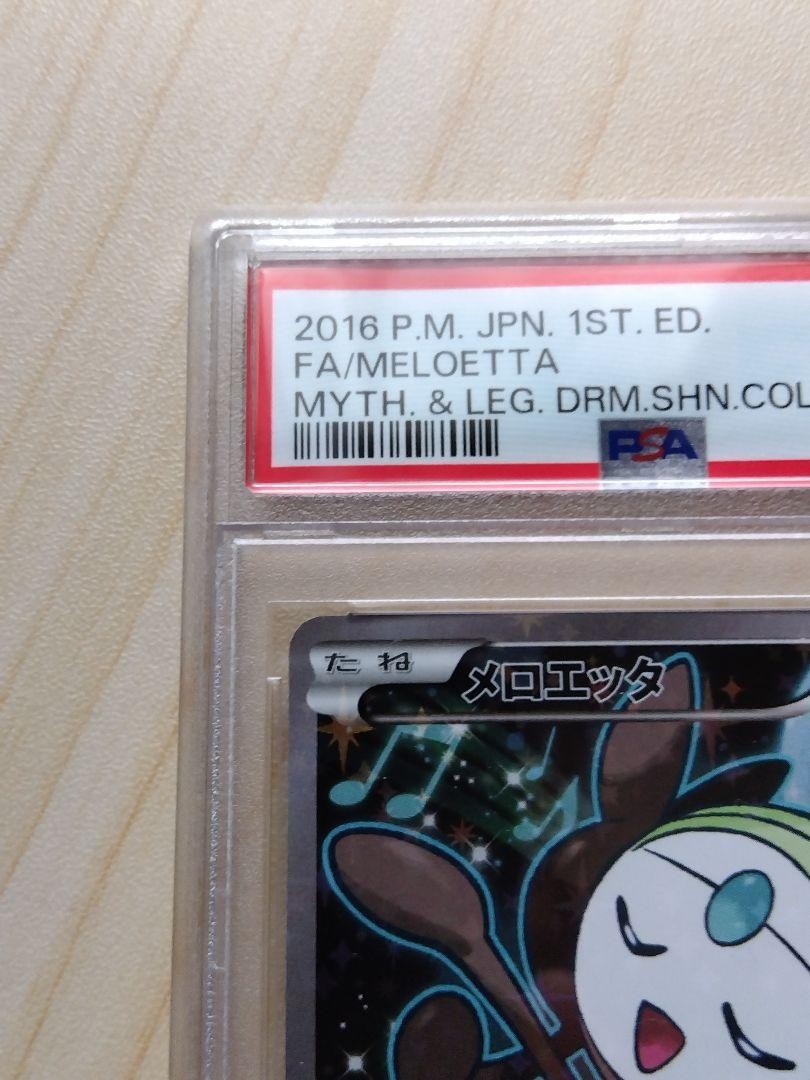 2016 P.M. JPN. 1ST. ED.
FA/MELOETTA
MYTH. & LEG. DRM.SHN.COL
PSA
たね
メロエッタ